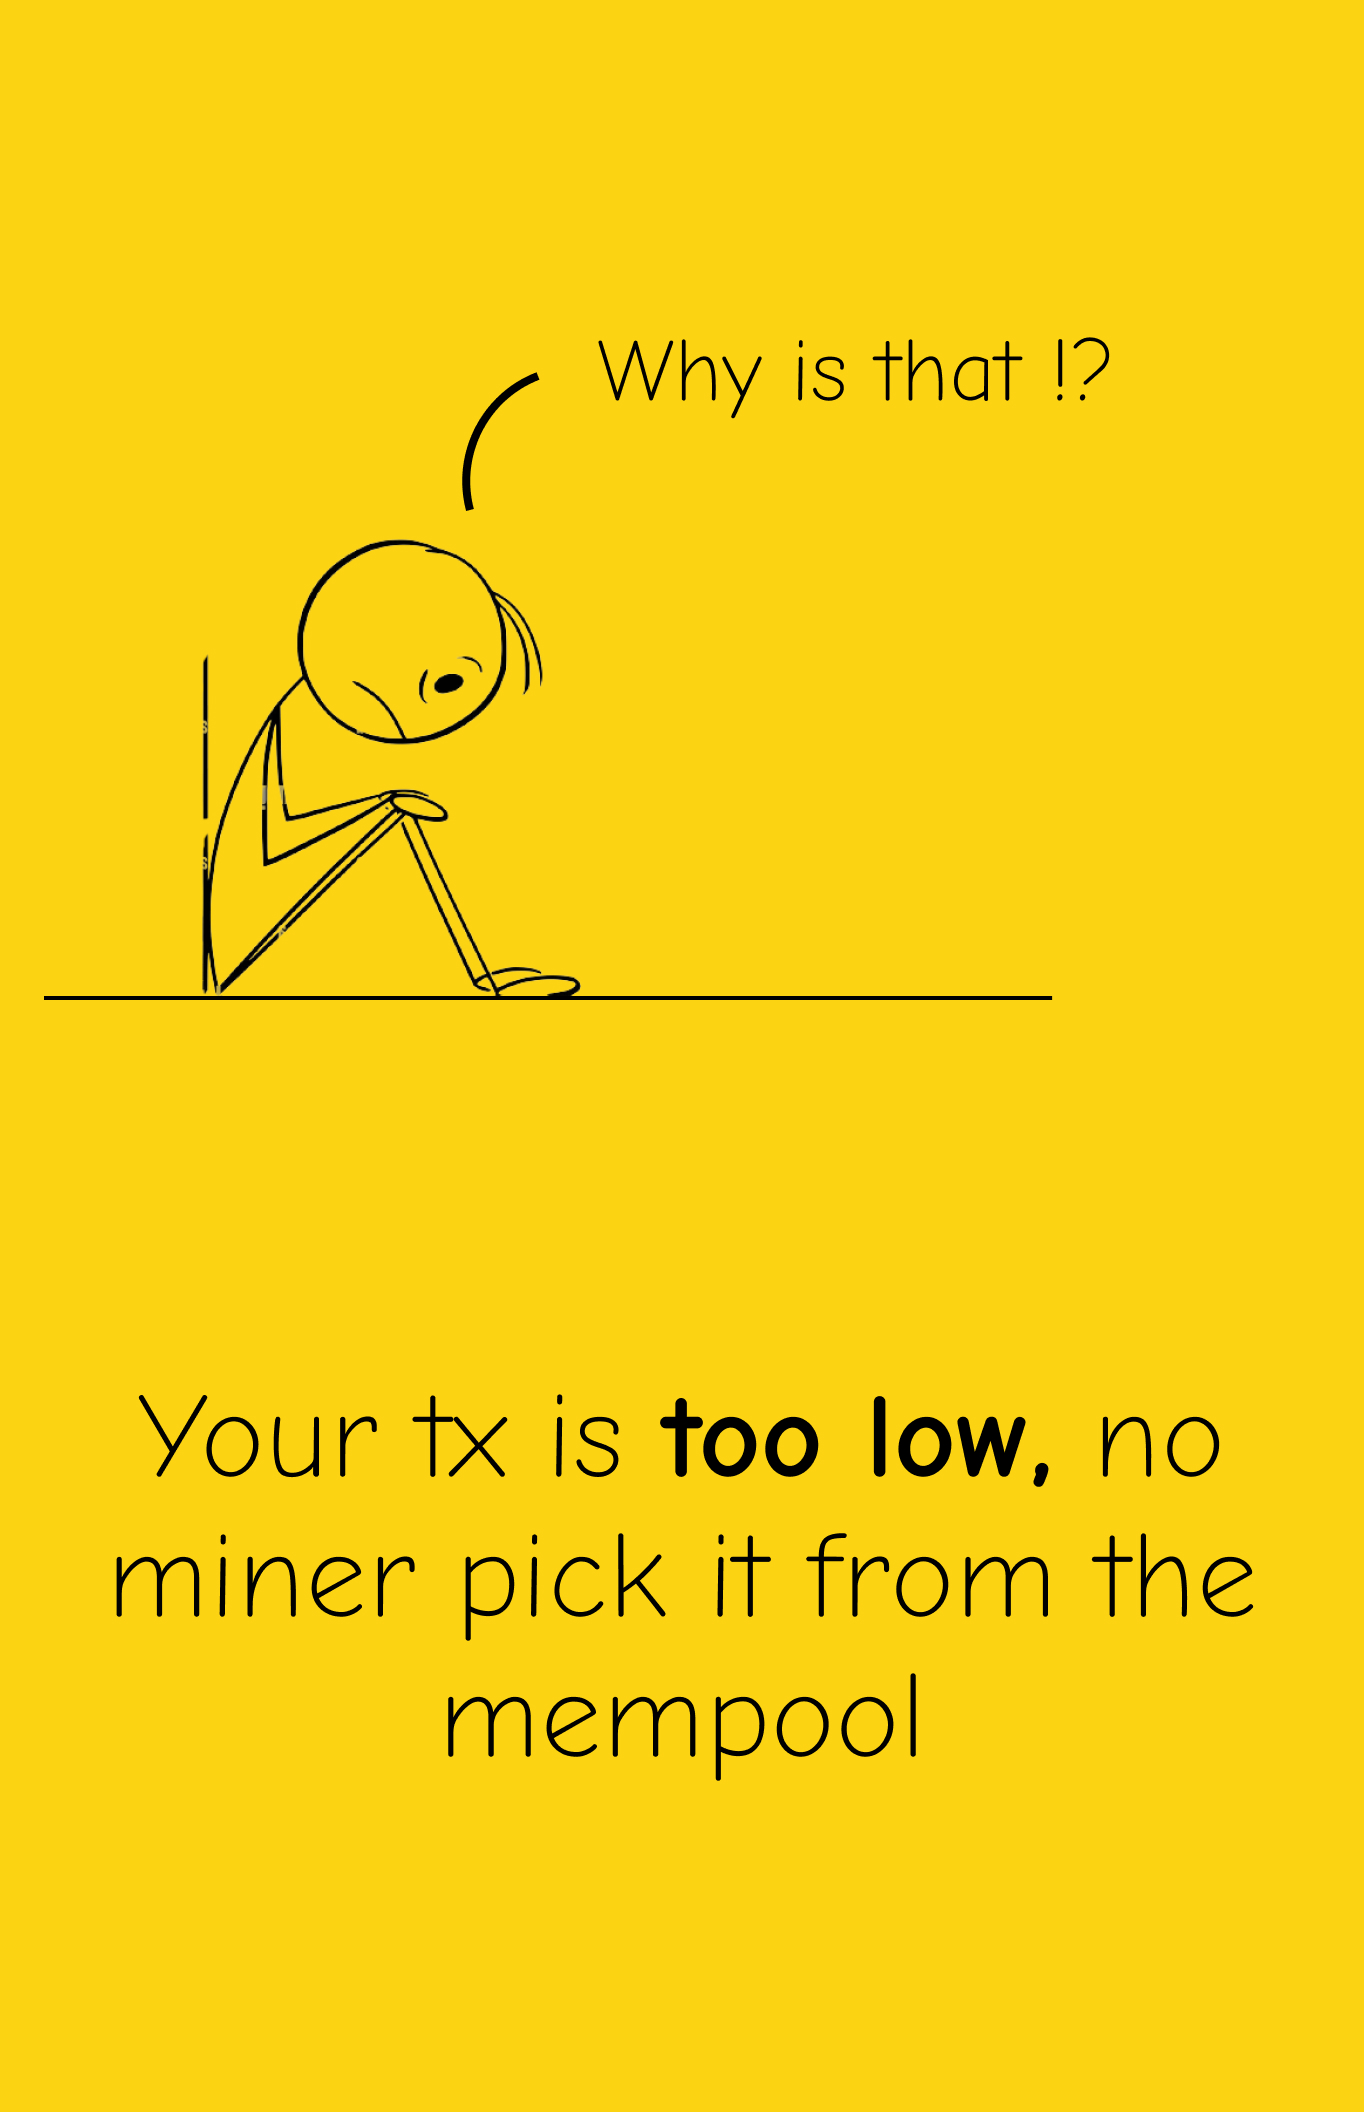 Why is that !?
Your tx is too low, no
miner pick it from the
mempool